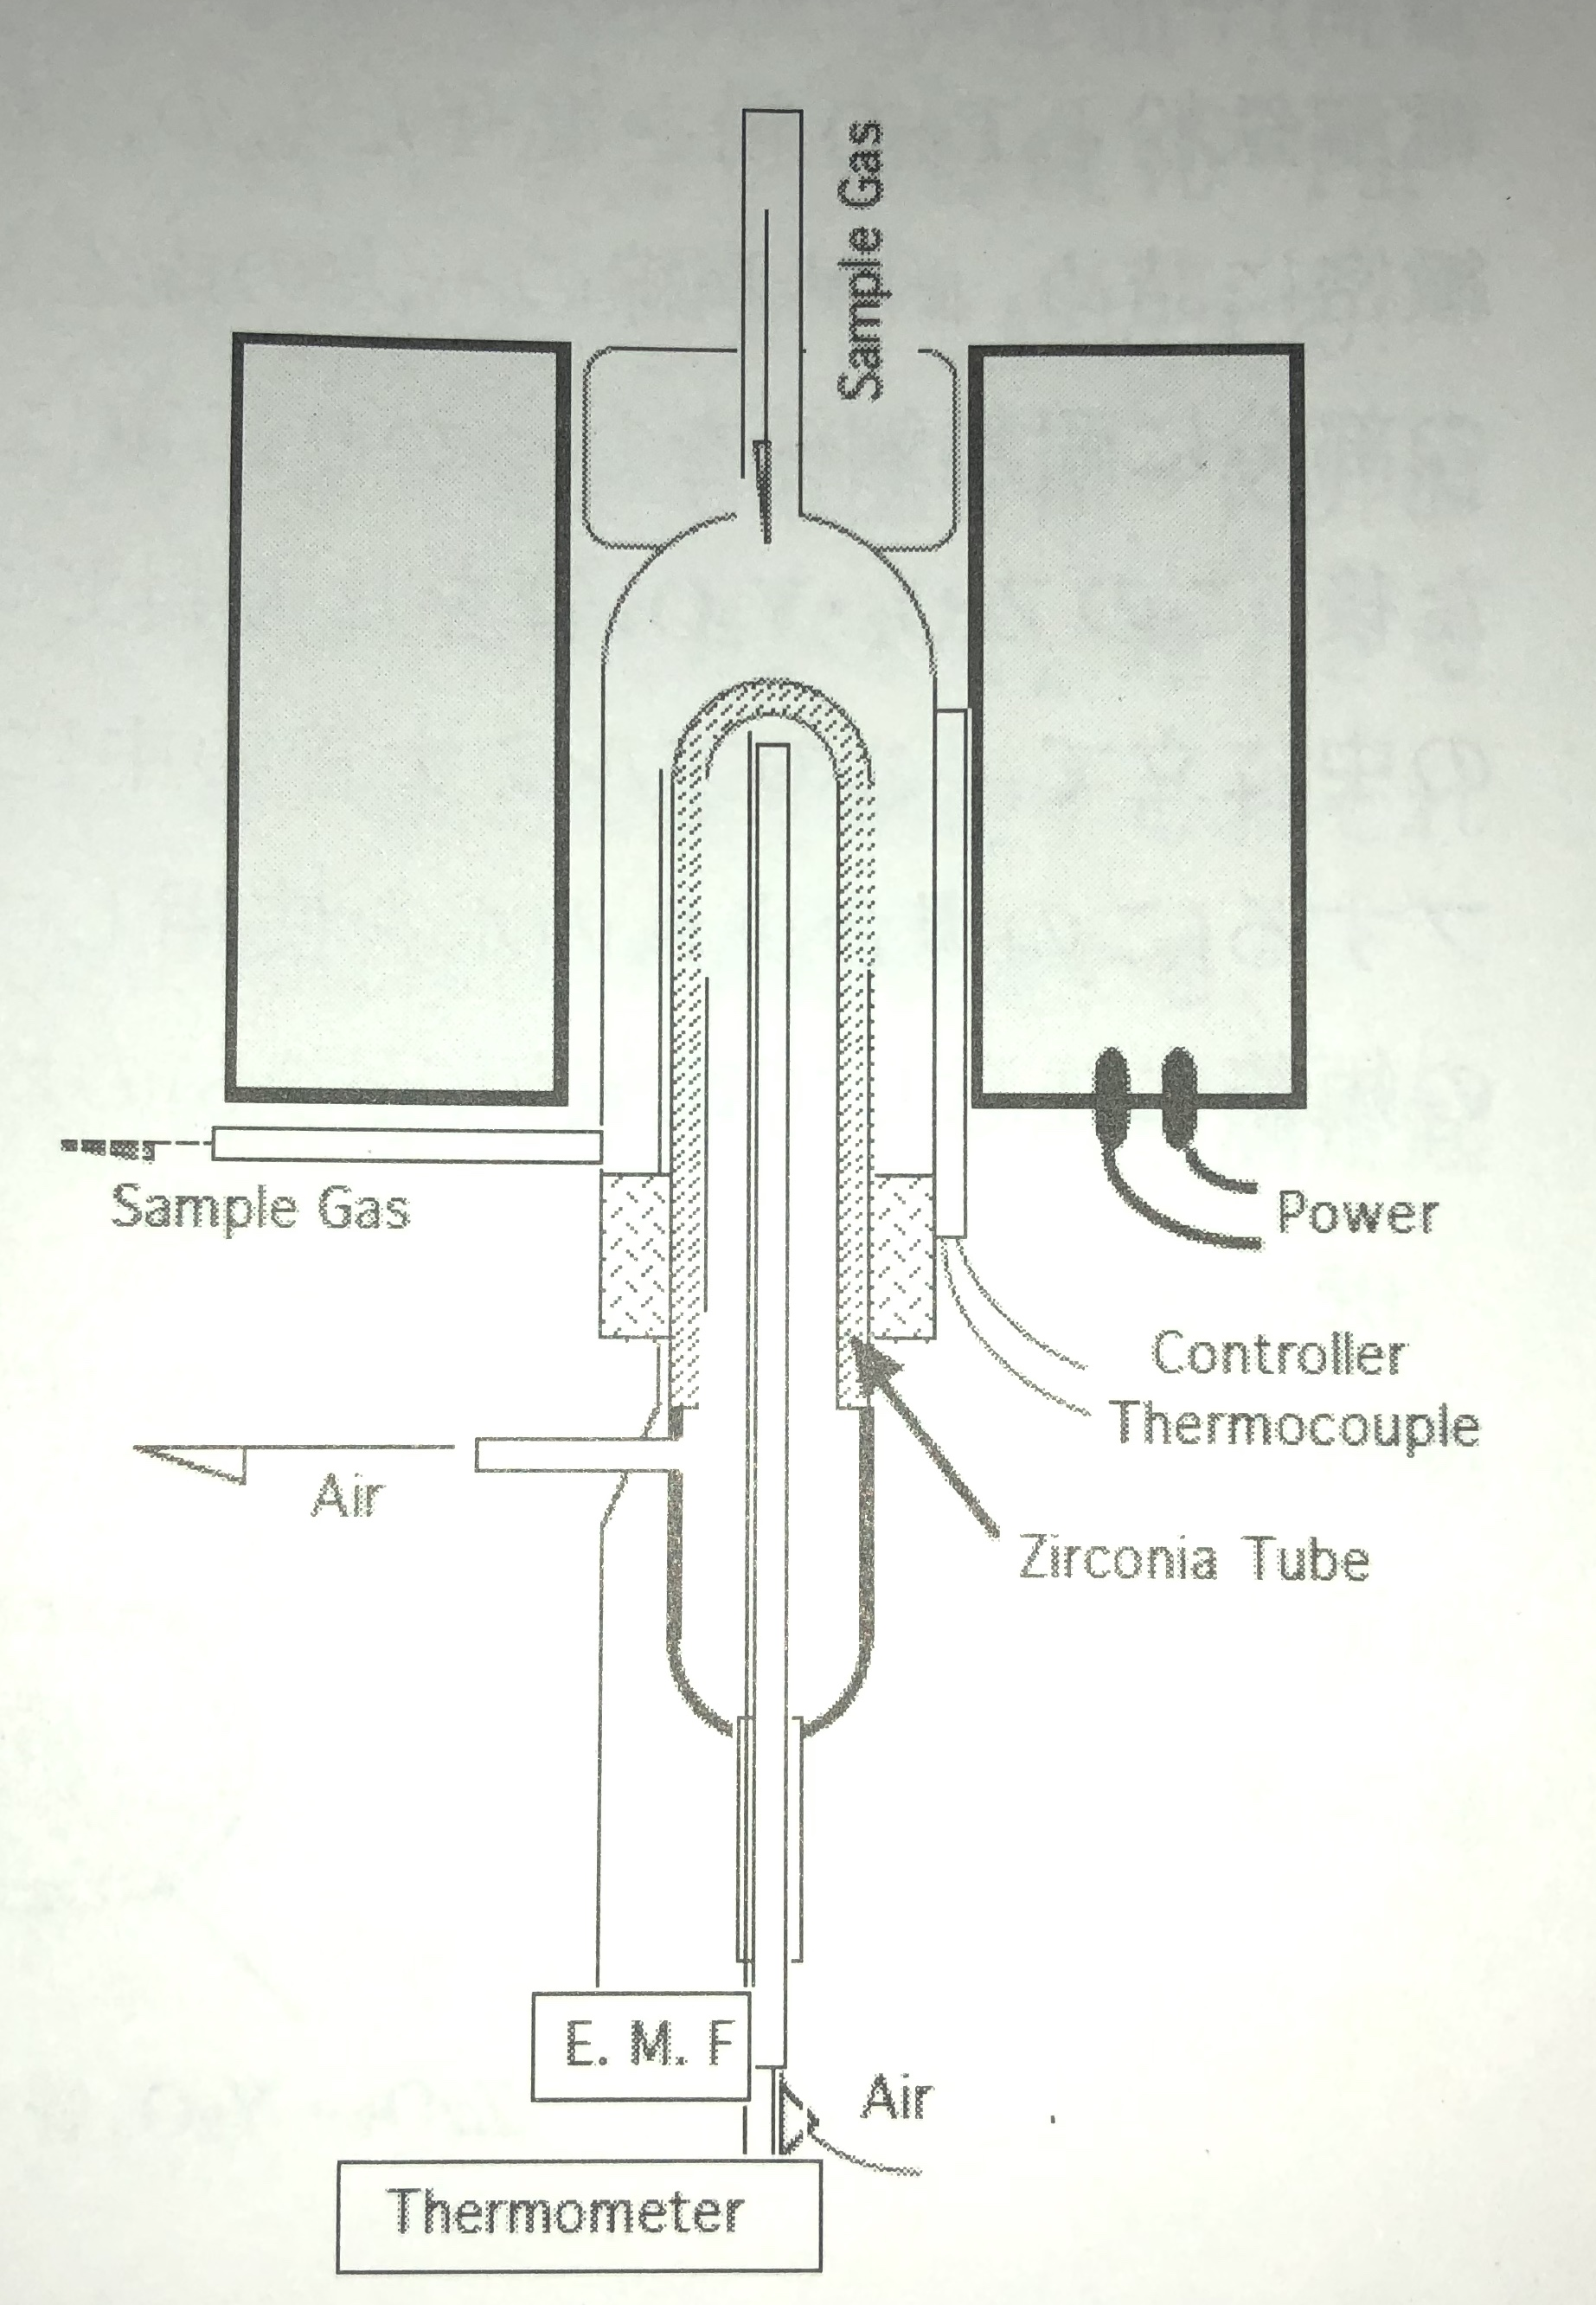 Sample Gas
Sample Gas
Power
Controller
Thermocouple
Air
Zirconia Tube
E. M. F
Air
Thermometer